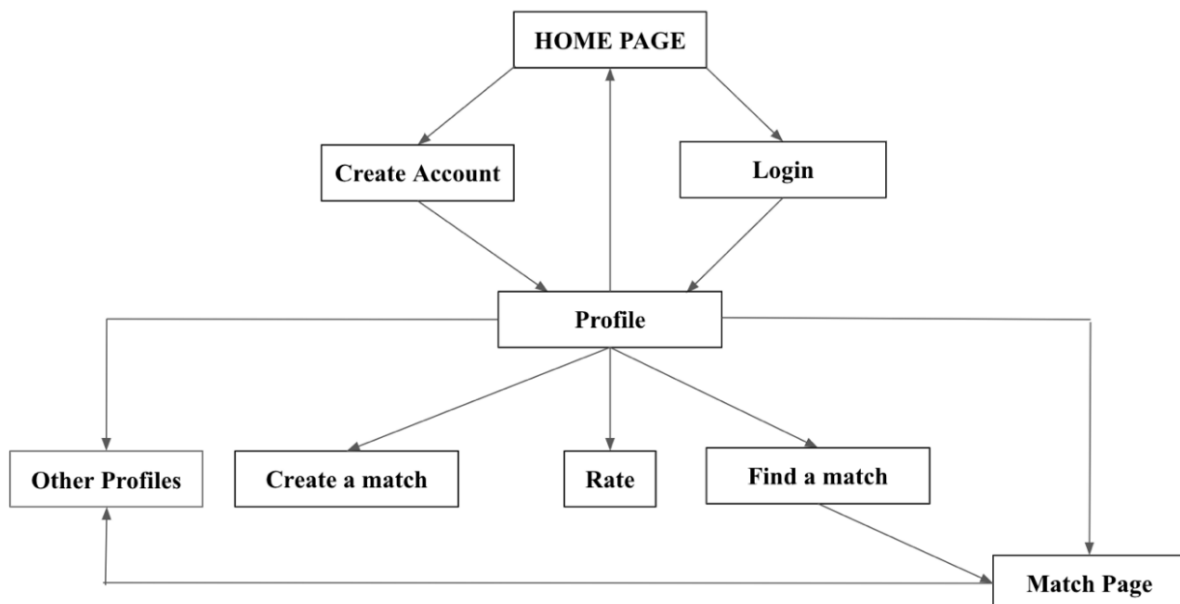 HOME PAGE
Create Account
Login
Profile
Other Profiles
Create a match
Rate
Find a match
Match Page